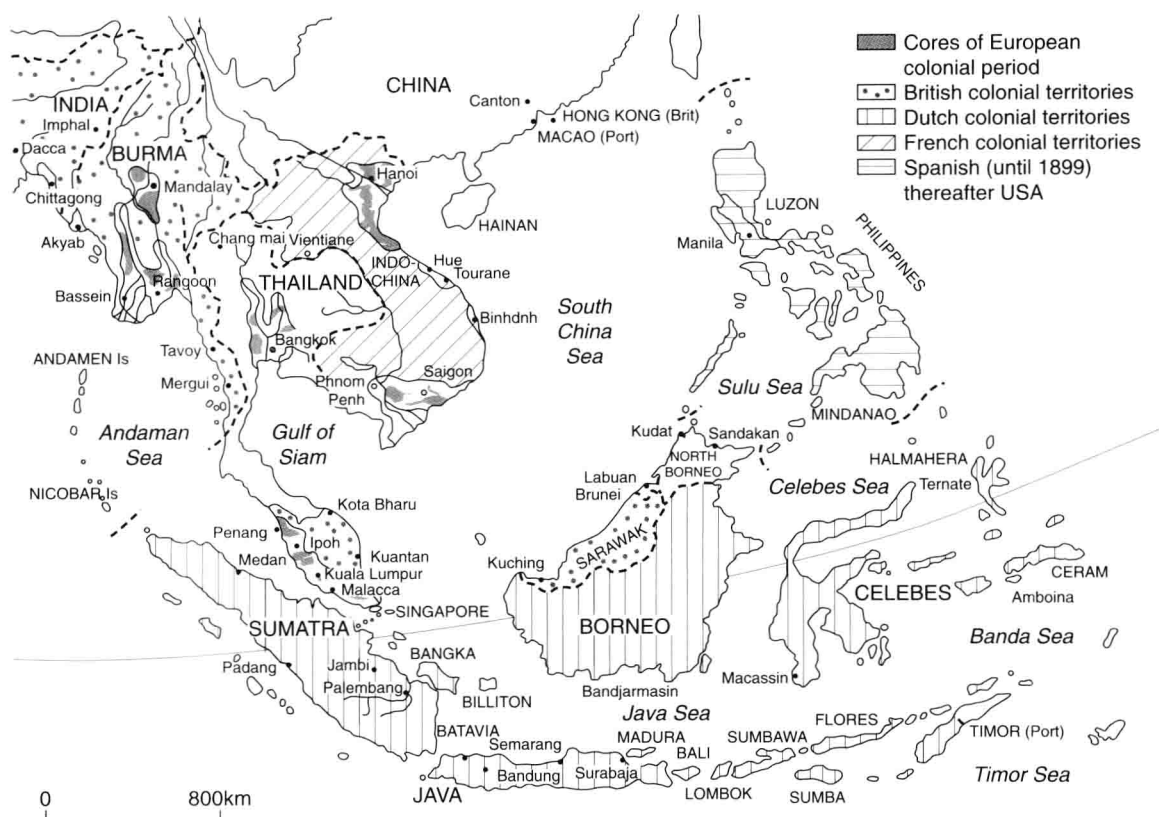 Cores of European
colonial period
British colonial territories
Dutch colonial territories
French colonial territories
Spanish (until 1899)
thereafter USA
CHINA
Canton
HONG KONG (Brit)
MACAO (Port)
INDIA
Imphal
Dacca
BURMA
Mandalay
Chittagong
Akyab
Hanoi
HAINAN
LUZON
Manila
PHILIPPINES
Chang mai
Vientiane
INDO-
CHINA
Hue
Tourane
THAILAND
Rangoon
Bassein
Bangkok
Binhdnh
South
China
Sea
ANDAMEN Is
Tavoy
Mergui
Phnom
Penh
Saigon
Sulu Sea
MINDANAO
Andaman
Sea
Gulf of
Siam
Kudat
Sandakan
NORTH
BORNEO
HALMAHERA
Ternate
Labuan
Brunei
Celebes Sea
NICOBAR Is
Kota Bharu
Penang
Ipoh
Medan
Kuantan
Kuala Lumpur
Malacca
SINGAPORE
Kuching
SARAWAK
CELEBES
CERAM
Amboina
SUMATRA
BORNEO
Banda Sea
BANGKA
Padang
Jambi
Palembang
BILLITON
Bandjarmasin
Macassin
Java Sea
BATAVIA
Semarang
MADURA
BALI
SUMBAWA
FLORES
TIMOR (Port)
Bandung
Surabaja
JAVA
LOMBOK
SUMBA
Timor Sea
0 800km